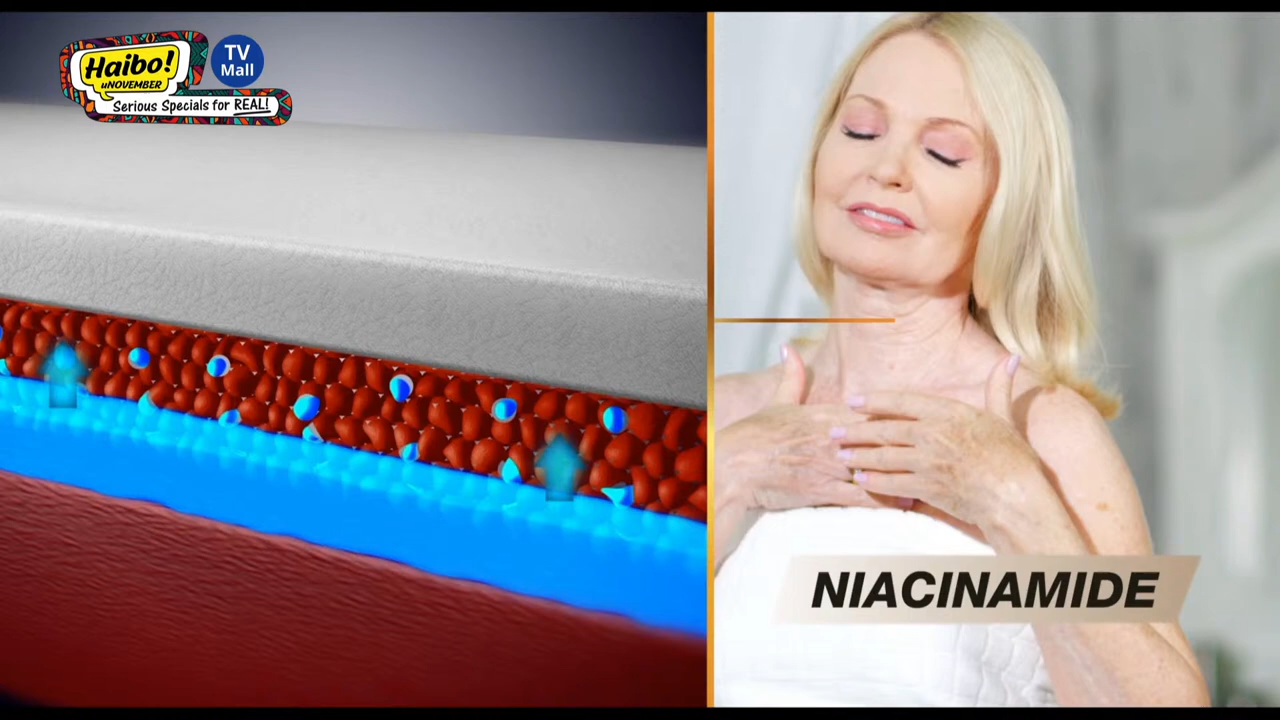 Haibo!
uNOVEMBER
Serious Specials for REAL!
TV
Mall
NIACINAMIDE